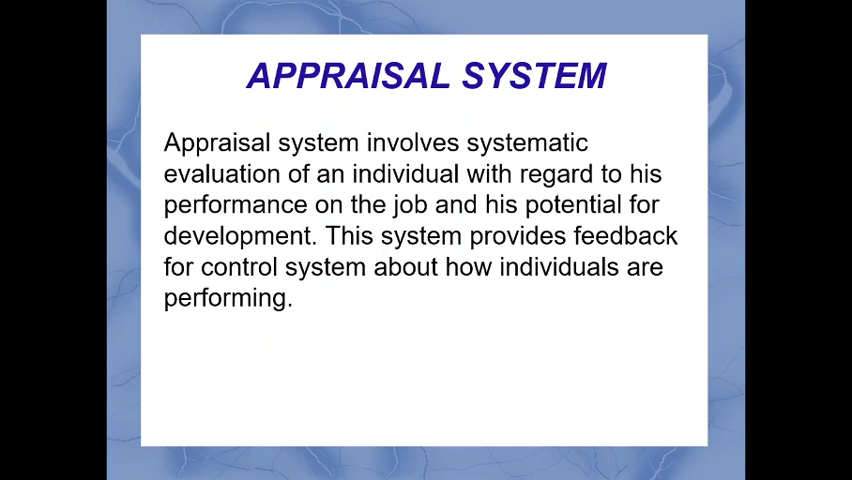 APPRAISAL SYSTEM
Appraisal system involves systematic
evaluation of an individual with regard to his
performance on the job and his potential for
development. This system provides feedback
for control system about how individuals are
performing.